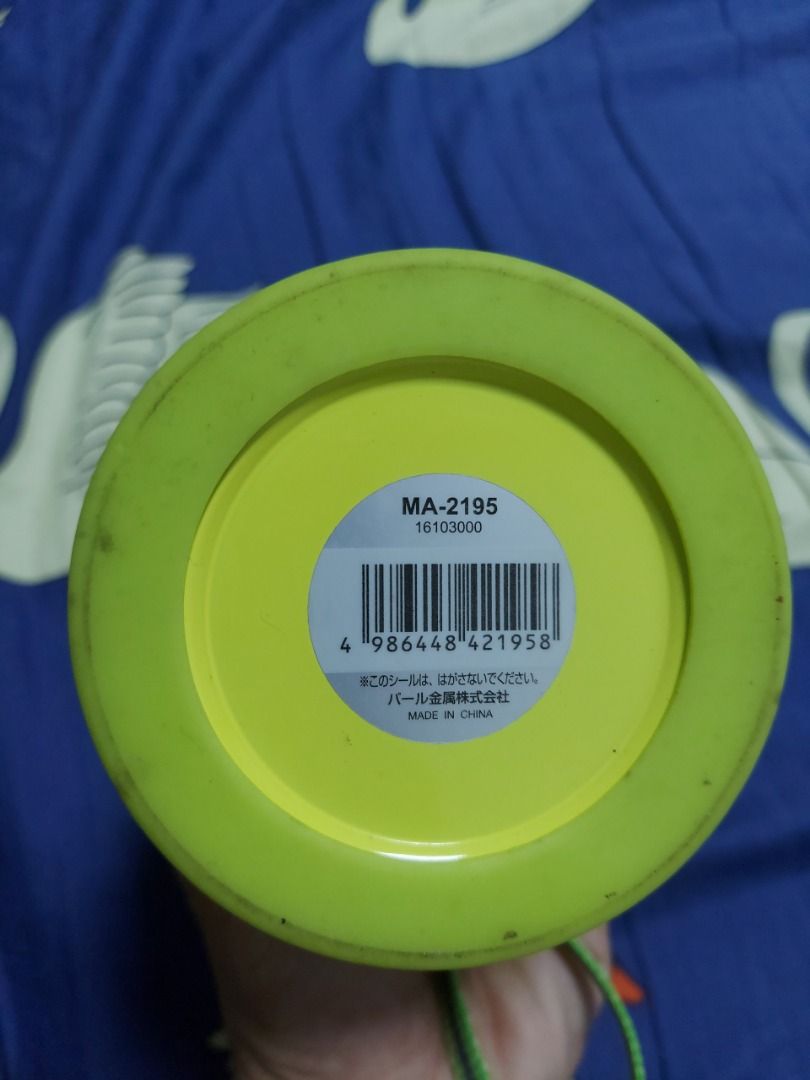 MA-2195
16103000
4 986448 421958
※このシールは、はがさないでください。
パール金属株式会社
MADE IN CHINA